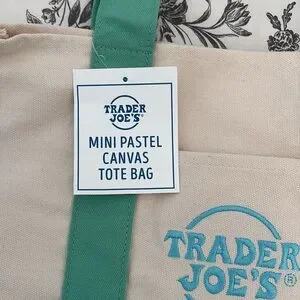 TRADER
JOE'S®
MINI PASTEL
CANVAS
TOTE BAG
TRADER
JOE'S®